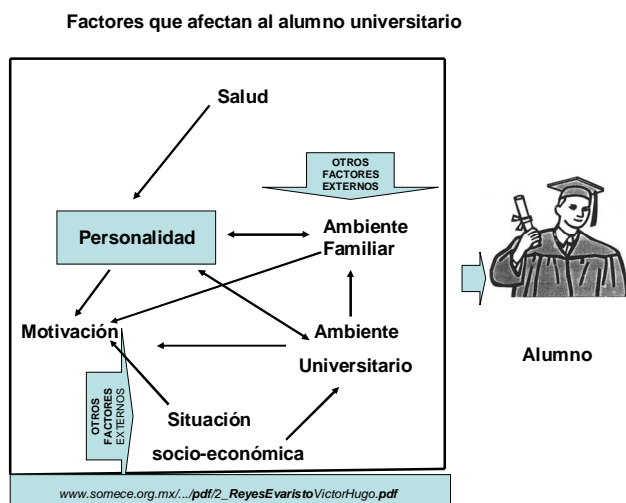 Factores que afectan al alumno universitario
Salud
OTROS
FACTORES
EXTERNOS
Personalidad
Ambiente
Familiar
Motivación
Ambiente
Universitario
Alumno
OTROS
FACTORES
EXTERNOS
Situación
socio-económica
www.somece.org.mx/.../pdf/2_ReyesEvaristoVictorHugo.pdf